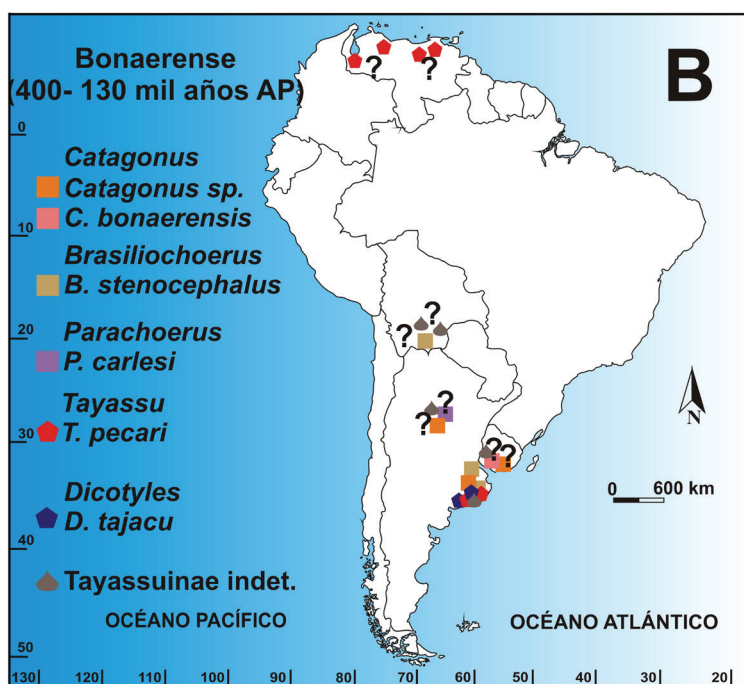 Bonaerense
(400- 130 mil años AP)
B
Catagonus
Catagonus sp.
C. bonaerensis
Brasiliochoerus
B. stenocephalus
Parachoerus
P. carlesi
Tayassu
T. pecari
Dicotyles
D. tajacu
Tayassuinae indet.
OCÉANO PACÍFICO
OCÉANO ATLÁNTICO
N
0 600 km
? ?
?
?
?
?
? ?
0
10
20
30
40
50
130 120 110 100 90 80 70 60 50 40 30 20